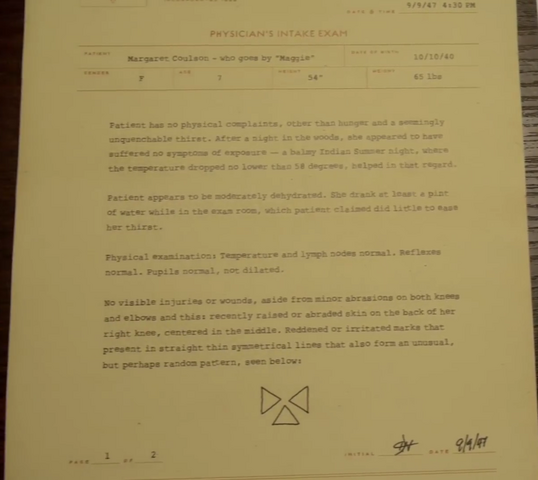 DATE & TIME 9/9/47 4:30 PM
PHYSICIAN'S INTAKE EXAM
PATIENT Margaret Coulson - who goes by "Maggie" DATE OF BIRTH 10/10/40
GENDER F AGE HEIGHT 54" WEIGHT 65 lbs
Patient has no physical complaints, other than hunger and a seemingly
unquenchable thirst. After a night in the woods, she appeared to have
suffered no symptoms of exposure — a balmy Indian Summer night, where
the temperature dropped no lower than 58 degrees, helped in that regard.
Patient appears to be moderately dehydrated. She drank at least a pint
of water while in the exam room, which patient claimed did little to ease
her thirst.
Physical examination: Temperature and lymph nodes normal. Reflexes
normal. Pupils normal, not dilated.
No visible injuries or wounds, aside from minor abrasions on both knees
and elbows and this: recently raised or abraded skin on the back of her
right knee, centered in the middle. Reddened or irritated marks that
present in straight thin symmetrical lines that also form an unusual,
but perhaps random pattern, seen below:
PAGE 1 OF 2 INITIAL DATE 9/9/47